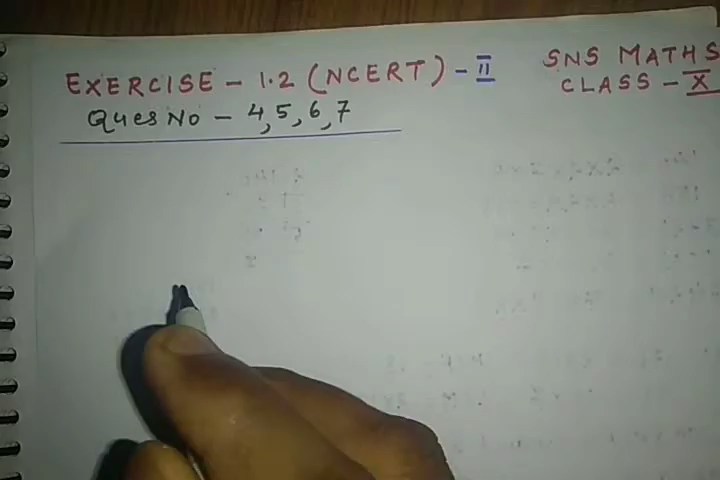 EXERCISE - 1.2 (NCERT) - II
Ques No - 4,5,6,7
SNS MATHS
CLASS - X